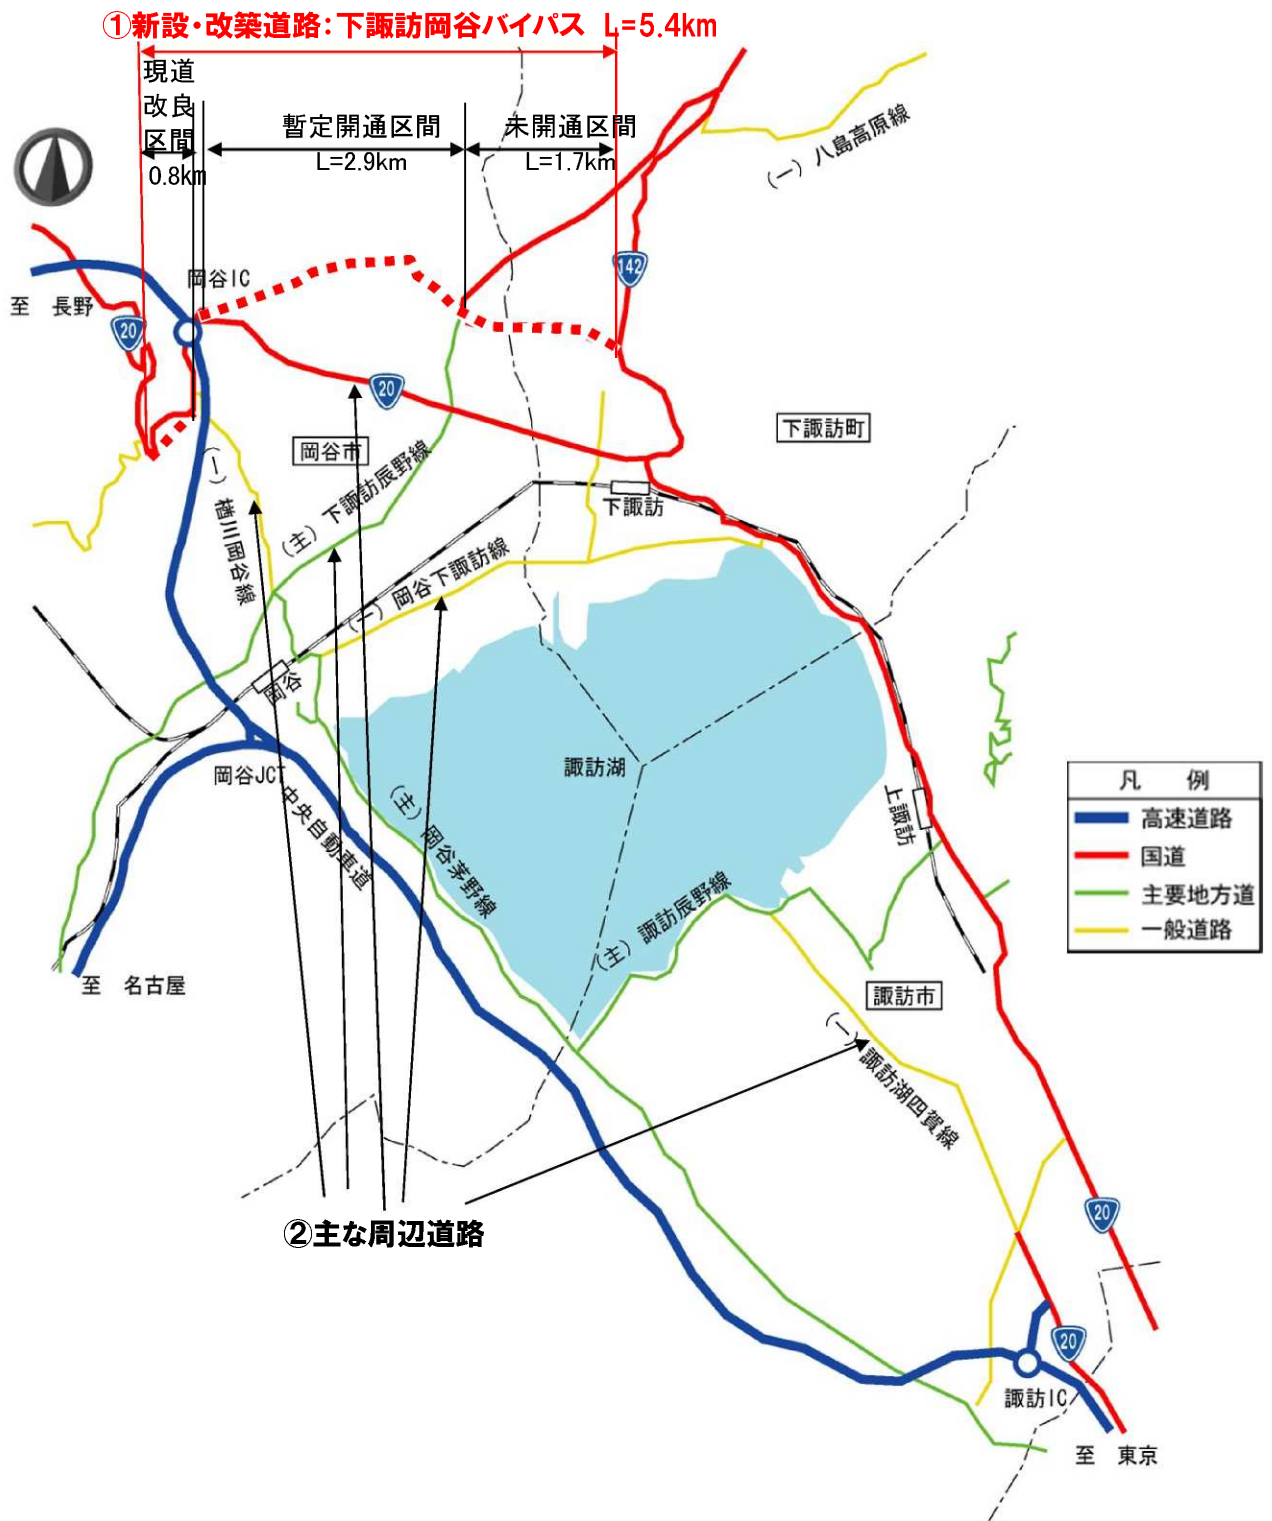 ①新設・改築道路：下諏訪岡谷バイパス L=5.4km
現道
改良
区間
0.8km
暫定開通区間
L=2.9km
未開通区間
L=1.7km
(一) 八島高原線
142
岡谷IC
至 長野
20
20
岡谷市
下諏訪町
(一) 楢川岡谷線
(主) 下諏訪辰野線
下諏訪
(一) 岡谷下諏訪線
岡谷
岡谷JCT
中央自動車道
諏訪湖
上諏訪
(主) 岡谷茅野線
(主) 諏訪辰野線
凡 例
高速道路
国道
主要地方道
一般道路
至 名古屋
諏訪市
(一) 諏訪湖四賀線
②主な周辺道路
20
20
諏訪IC
至 東京